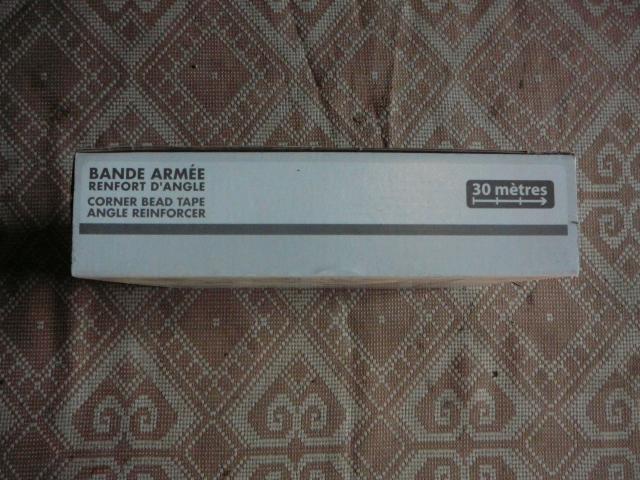 BANDE ARMÉE
RENFORT D'ANGLE
CORNER BEAD TAPE
ANGLE REINFORCER
30 mètres